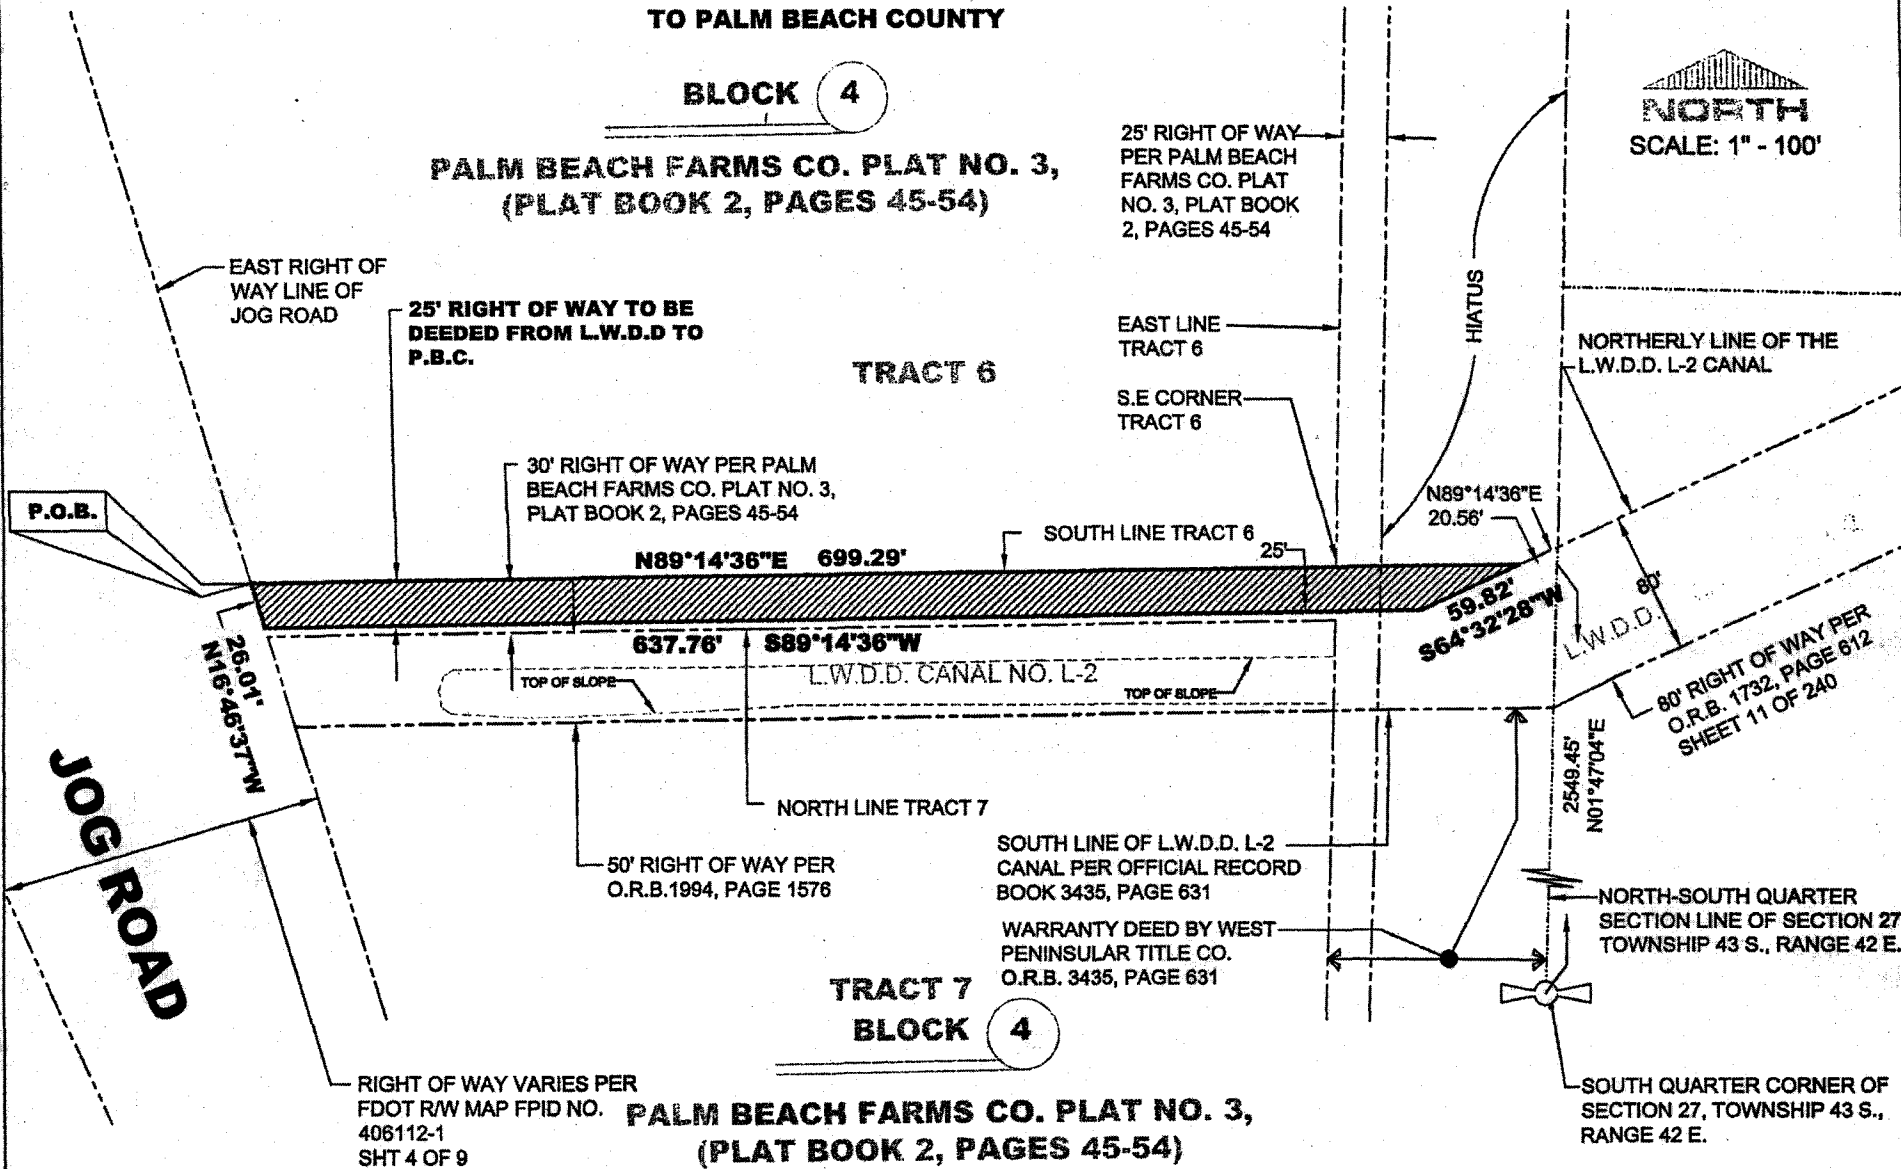 TO PALM BEACH COUNTY
BLOCK 4
PALM BEACH FARMS CO. PLAT NO. 3,
(PLAT BOOK 2, PAGES 45-54)
NORTH
SCALE: 1" - 100'
25' RIGHT OF WAY
PER PALM BEACH
FARMS CO. PLAT
NO. 3, PLAT BOOK
2, PAGES 45-54
EAST RIGHT OF
WAY LINE OF
JOG ROAD
25' RIGHT OF WAY TO BE
DEEDED FROM L.W.D.D TO
P.B.C.
TRACT 6
EAST LINE
TRACT 6
S.E CORNER
TRACT 6
HIATUS
NORTHERLY LINE OF THE
L.W.D.D. L-2 CANAL
30' RIGHT OF WAY PER PALM
BEACH FARMS CO. PLAT NO. 3,
PLAT BOOK 2, PAGES 45-54
P.O.B.
SOUTH LINE TRACT 6
N89°14'36"E
20.56'
N89°14'36"E 699.29'
25'
59.82'
S64°32'28"W
80'
L.W.D.D.
26.01'
N16°46'37"W
637.76' S89°14'36"W
L.W.D.D. CANAL NO. L-2
TOP OF SLOPE
TOP OF SLOPE
80' RIGHT OF WAY PER
O.R.B. 1732, PAGE 612
SHEET 11 OF 240
2549.45'
N01°47'04"E
JOG ROAD
NORTH LINE TRACT 7
50' RIGHT OF WAY PER
O.R.B.1994, PAGE 1576
SOUTH LINE OF L.W.D.D. L-2
CANAL PER OFFICIAL RECORD
BOOK 3435, PAGE 631
WARRANTY DEED BY WEST
PENINSULAR TITLE CO.
O.R.B. 3435, PAGE 631
NORTH-SOUTH QUARTER
SECTION LINE OF SECTION 27
TOWNSHIP 43 S., RANGE 42 E.
TRACT 7
BLOCK 4
PALM BEACH FARMS CO. PLAT NO. 3,
(PLAT BOOK 2, PAGES 45-54)
RIGHT OF WAY VARIES PER
FDOT R/W MAP FPID NO.
406112-1
SHT 4 OF 9
SOUTH QUARTER CORNER OF
SECTION 27, TOWNSHIP 43 S.,
RANGE 42 E.